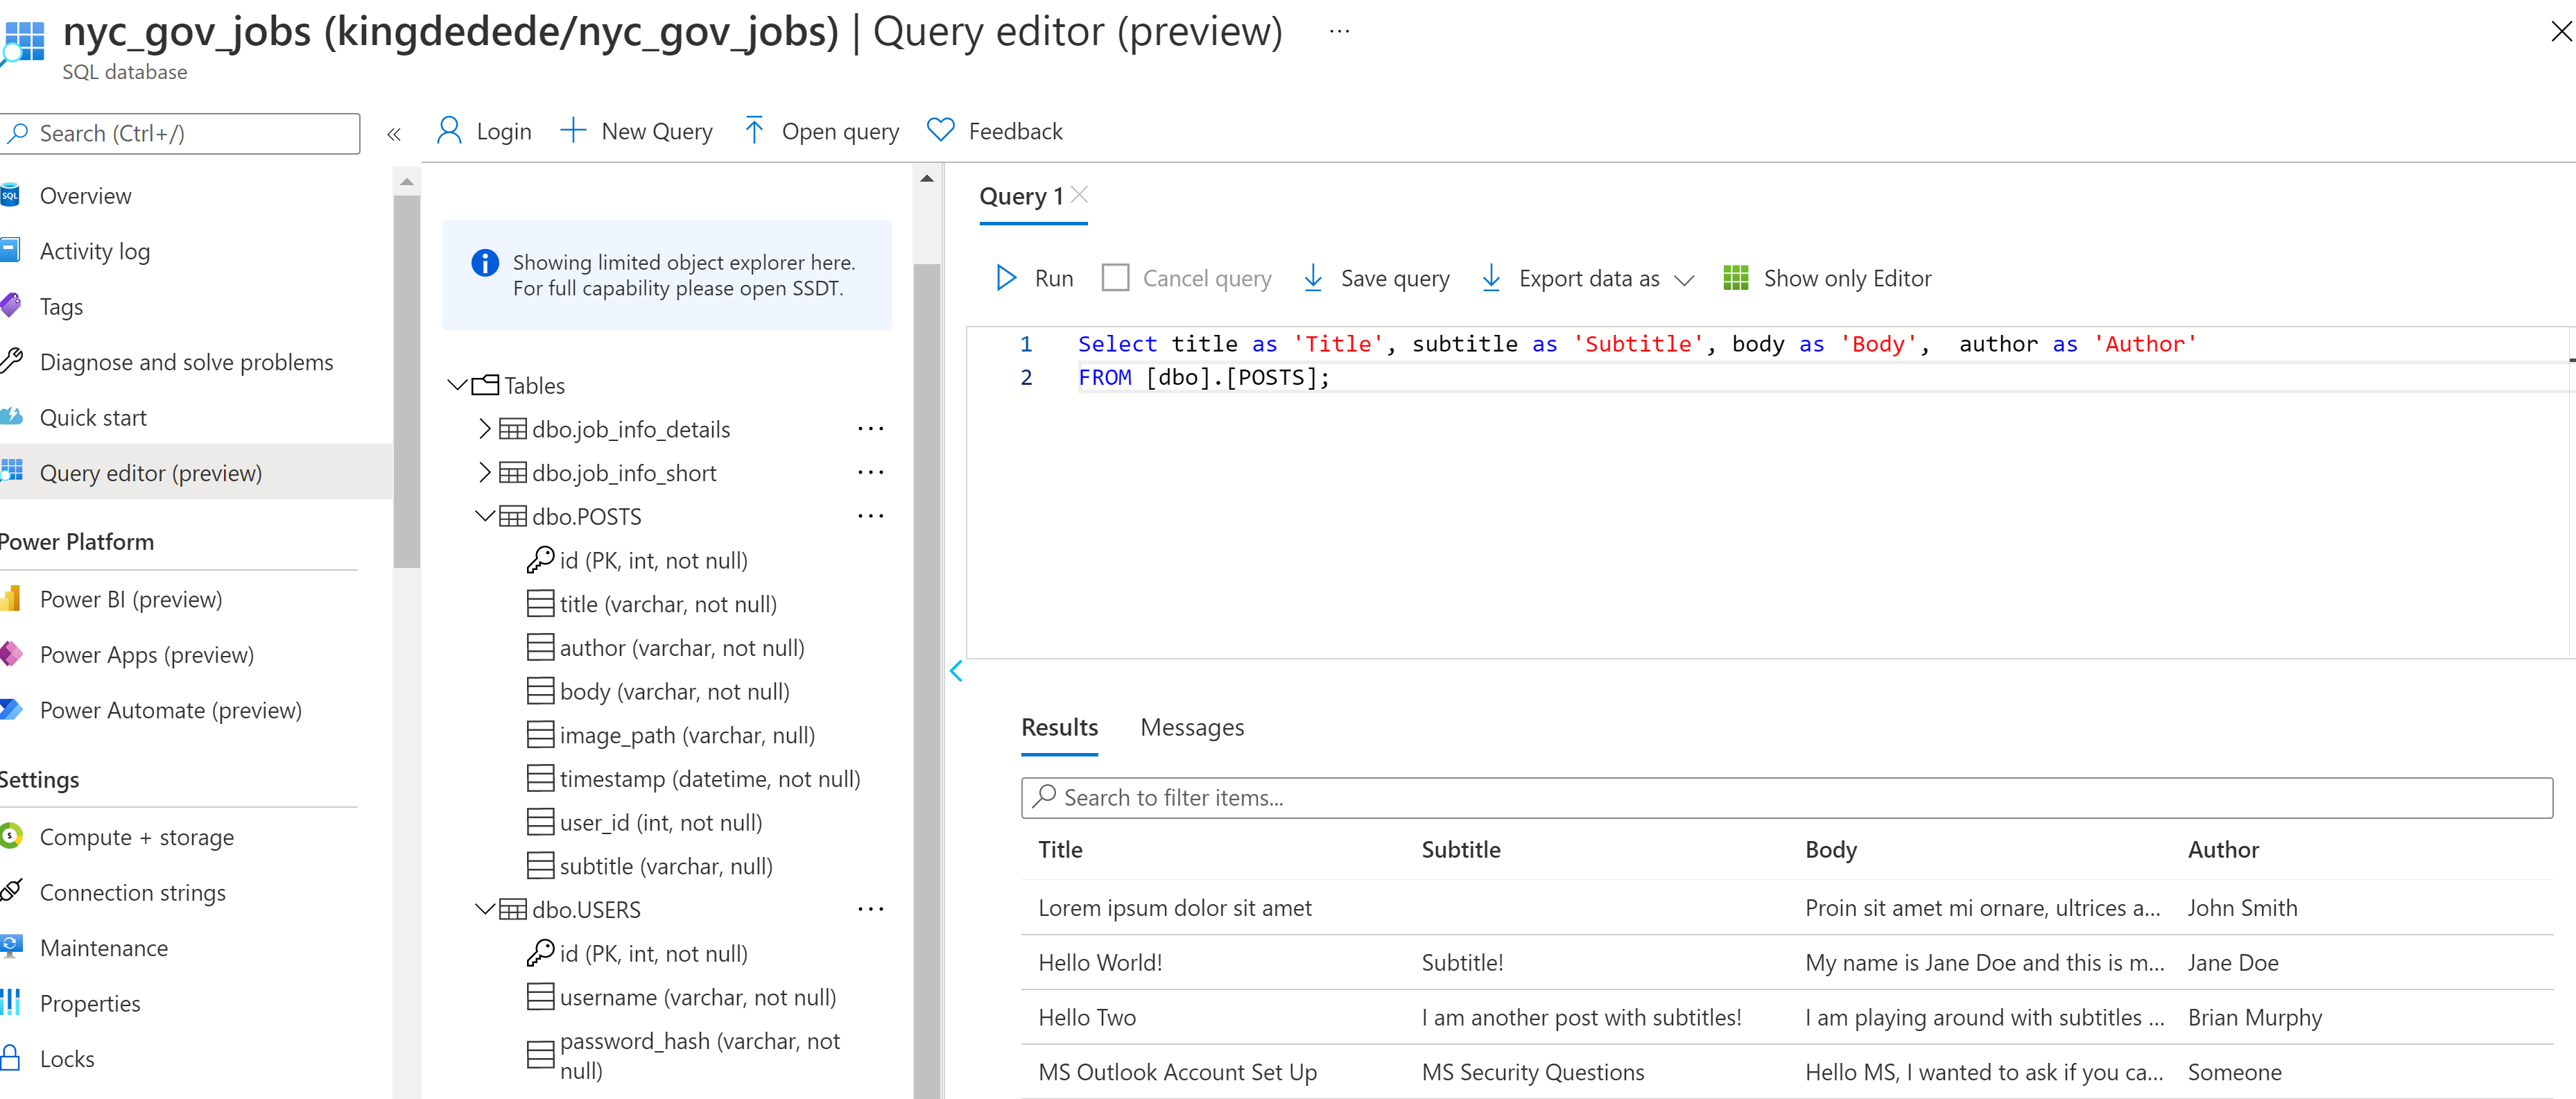 nyc_gov_jobs (kingdedede/nyc_gov_jobs) | Query editor (preview) ...
SQL database
Search (Ctrl+/)
«
Overview
Activity log
Tags
Diagnose and solve problems
Quick start
Query editor (preview)
Power Platform
Power BI (preview)
Power Apps (preview)
Power Automate (preview)
Settings
Compute + storage
Connection strings
Maintenance
Properties
Locks
Login
New Query
Open query
Feedback
Showing limited object explorer here.
For full capability please open SSDT.
Tables
dbo.job_info_details ...
dbo.job_info_short ...
dbo.POSTS ...
id (PK, int, not null)
title (varchar, not null)
author (varchar, not null)
body (varchar, not null)
image_path (varchar, null)
timestamp (datetime, not null)
user_id (int, not null)
subtitle (varchar, null)
dbo.USERS ...
id (PK, int, not null)
username (varchar, not null)
password_hash (varchar, not
null)
Query 1
Run
Cancel query
Save query
Export data as
Show only Editor
1 Select title as 'Title', subtitle as 'Subtitle', body as 'Body',  author as 'Author'
2 FROM [dbo].[POSTS];
Results
Messages
Search to filter items...
Title Subtitle Body Author
Lorem ipsum dolor sit amet Proin sit amet mi ornare, ultrices a... John Smith
Hello World! Subtitle! My name is Jane Doe and this is m... Jane Doe
Hello Two I am another post with subtitles! I am playing around with subtitles ... Brian Murphy
MS Outlook Account Set Up MS Security Questions Hello MS, I wanted to ask if you ca... Someone